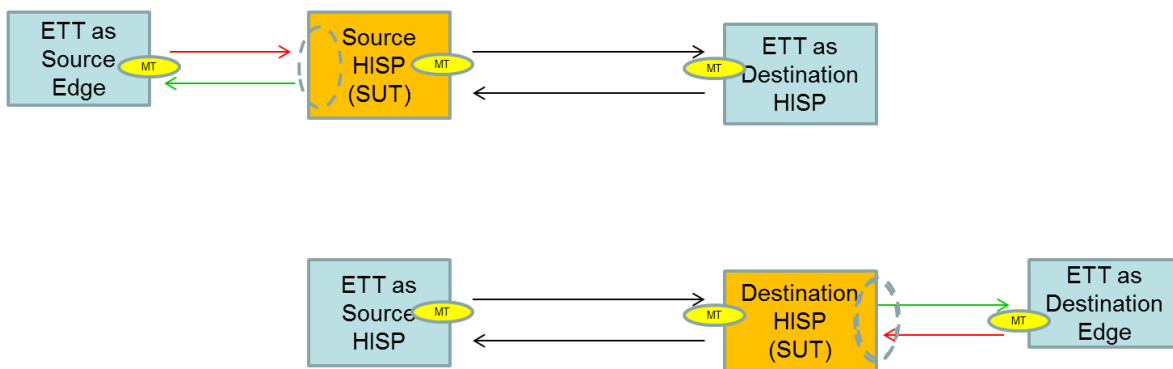 ETT as
Source
Edge
MT
Source
HISP
(SUT)
MT
MT
ETT as
Destination
HISP
ETT as
Source
HISP
MT
MT
Destination
HISP
(SUT)
MT
ETT as
Destination
Edge